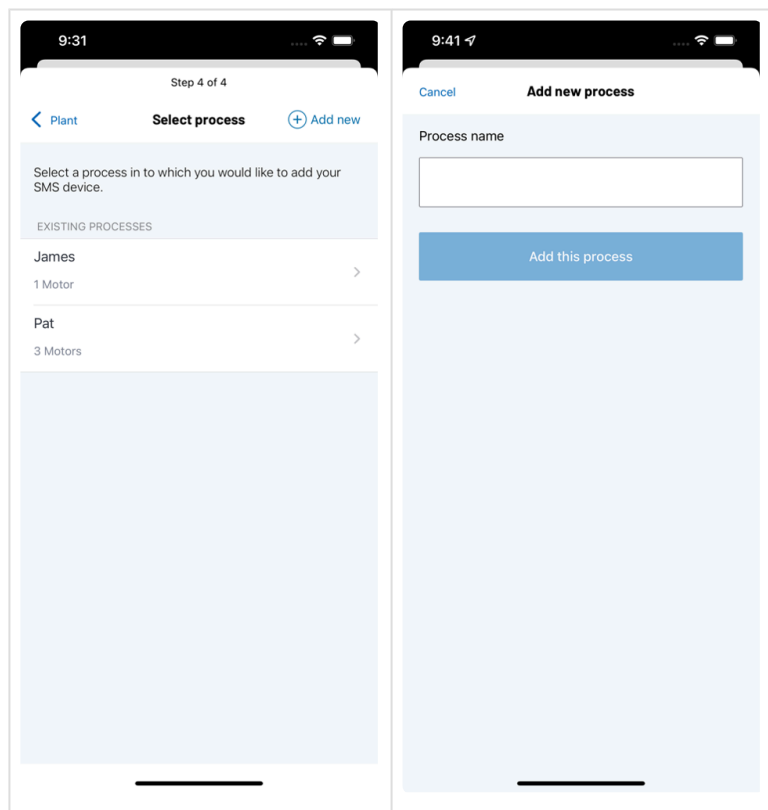 9:31
Step 4 of 4
Plant
Select process
Add new
Select a process in to which you would like to add your
SMS device.
EXISTING PROCESSES
James
1 Motor
Pat
3 Motors
9:41
Cancel
Add new process
Process name
Add this process